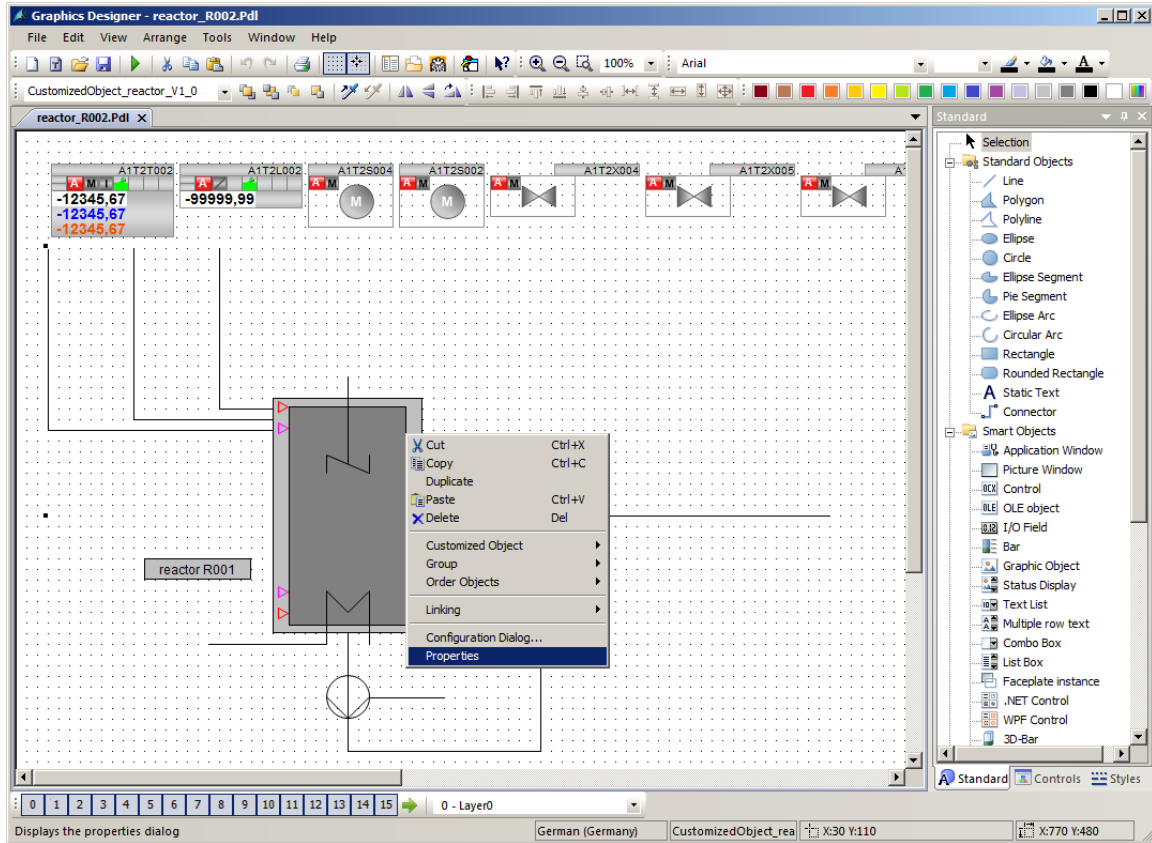 Graphics Designer - reactor_R002.Pdl
File Edit View Arrange Tools Window Help
100% Arial A
CustomizedObject_reactor_V1_0
reactor_R002.Pdl X
Standard
A1T2T002 A1T2L002 A1T2S004 A1T2S002 A1T2X004 A1T2X005
A M I A A M A M A M A M A M
-12345,67 -99999,99 M M
-12345,67
-12345,67
reactor R001
Cut Ctrl+X
Copy Ctrl+C
Duplicate
Paste Ctrl+V
Delete Del
Customized Object
Group
Order Objects
Linking
Configuration Dialog...
Properties
Selection
Standard Objects
Line
Polygon
Polyline
Ellipse
Circle
Ellipse Segment
Pie Segment
Ellipse Arc
Circular Arc
Rectangle
Rounded Rectangle
A Static Text
Connector
Smart Objects
Application Window
Picture Window
OCX Control
OLE OLE object
0.12 I/O Field
Bar
Graphic Object
Status Display
Text List
Multiple row text
Combo Box
List Box
Faceplate instance
.NET Control
WPF Control
3D-Bar
Standard Controls Styles
0 1 2 3 4 5 6 7 8 9 10 11 12 13 14 15 0 - Layer0
Displays the properties dialog German (Germany) CustomizedObject_rea X:30 Y:110 X:770 Y:480